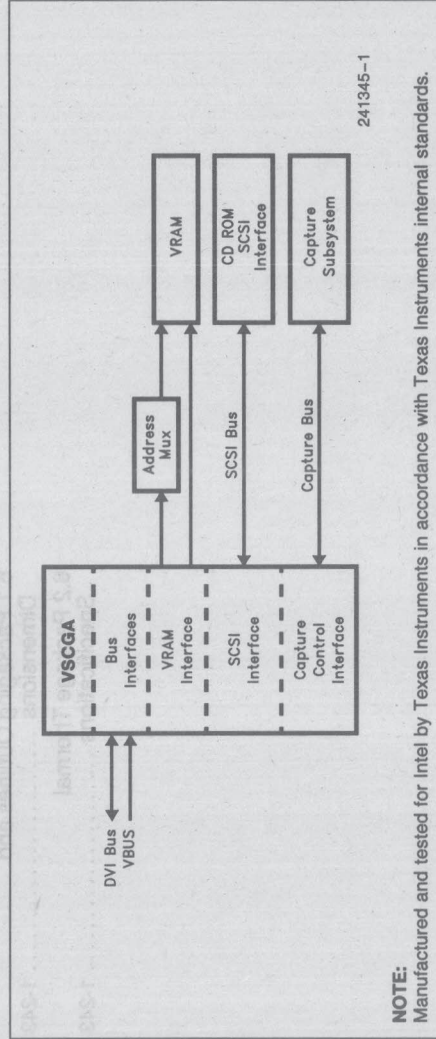 VSCGA
DVI Bus
VBUS
Bus
Interfaces
VRAM
Interface
SCSI
Interface
Capture
Control
Interface
Address
Mux
VRAM
SCSI Bus
CD ROM
SCSI
Interface
Capture Bus
Capture
Subsystem
241345-1
NOTE:
Manufactured and tested for Intel by Texas Instruments in accordance with Texas Instruments internal standards.